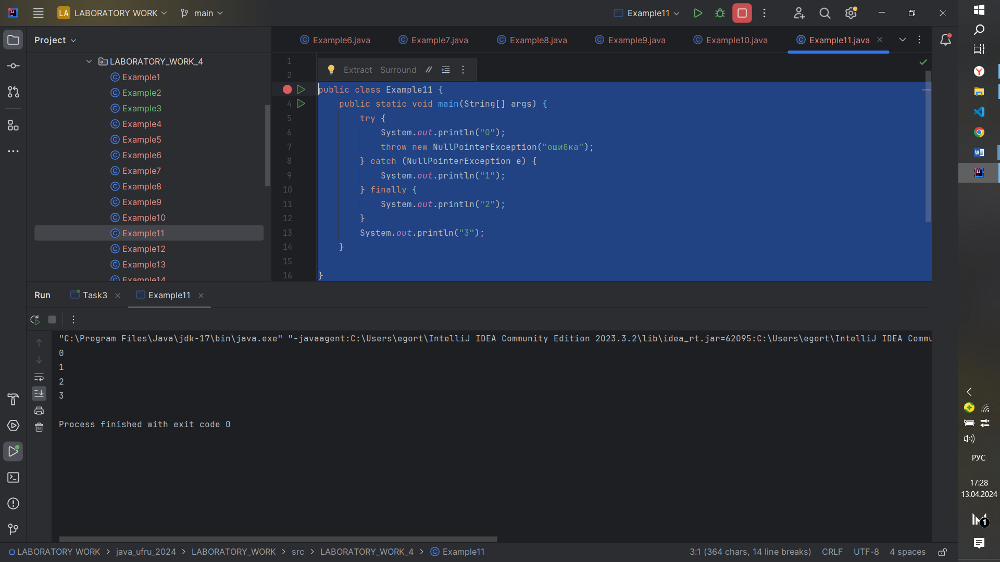 LA LABORATORY WORK main Example11
Project
Example6.java Example7.java Example8.java Example9.java Example10.java Example11.java
LABORATORY_WORK_4
Example1
Example2
Example3
Example4
Example5
Example6
Example7
Example8
Example9
Example10
Example11
Example12
Example13
Example14
Extract Surround
1
2
public class Example11 {
4 public static void main(String[] args) {
5 try {
6 System.out.println("0");
7 throw new NullPointerException("ошибка");
8 } catch (NullPointerException e) {
9 System.out.println("1");
10 } finally {
11 System.out.println("2");
12 }
13 System.out.println("3");
14 }
15
16 }
Run Task3 Example11
"C:\Program Files\Java\jdk-17\bin\java.exe" "-javaagent:C:\Users\egort\IntelliJ IDEA Community Edition 2023.3.2\lib\idea_rt.jar=62095:C:\Users\egort\IntelliJ IDEA Commu
0
1
2
3
Process finished with exit code 0
LABORATORY WORK > java_ufru_2024 > LABORATORY_WORK > src > LABORATORY_WORK_4 > Example11
3:1 (364 chars, 14 line breaks) CRLF UTF-8 4 spaces
РУС
17:28
13.04.2024
1